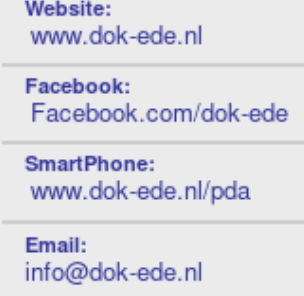 Website:
www.dok-ede.nl
Facebook:
Facebook.com/dok-ede
SmartPhone:
www.dok-ede.nl/pda
Email:
info@dok-ede.nl